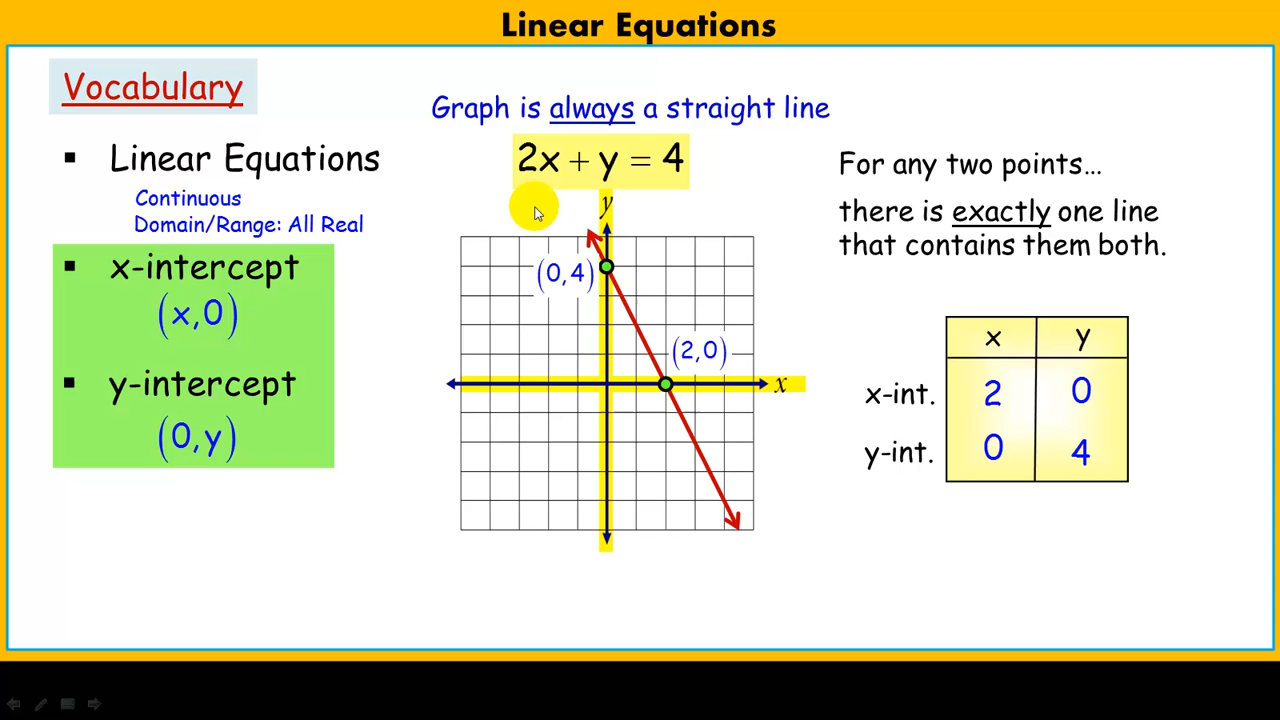 Linear Equations
Vocabulary
Graph is always a straight line
▪ Linear Equations
Continuous
Domain/Range: All Real
▪ x-intercept
(x,0)
▪ y-intercept
(0,y)
2x + y = 4
y
(0,4)
(2,0)
x
For any two points…
there is exactly one line
that contains them both.
x y
x-int. 2 0
y-int. 0 4